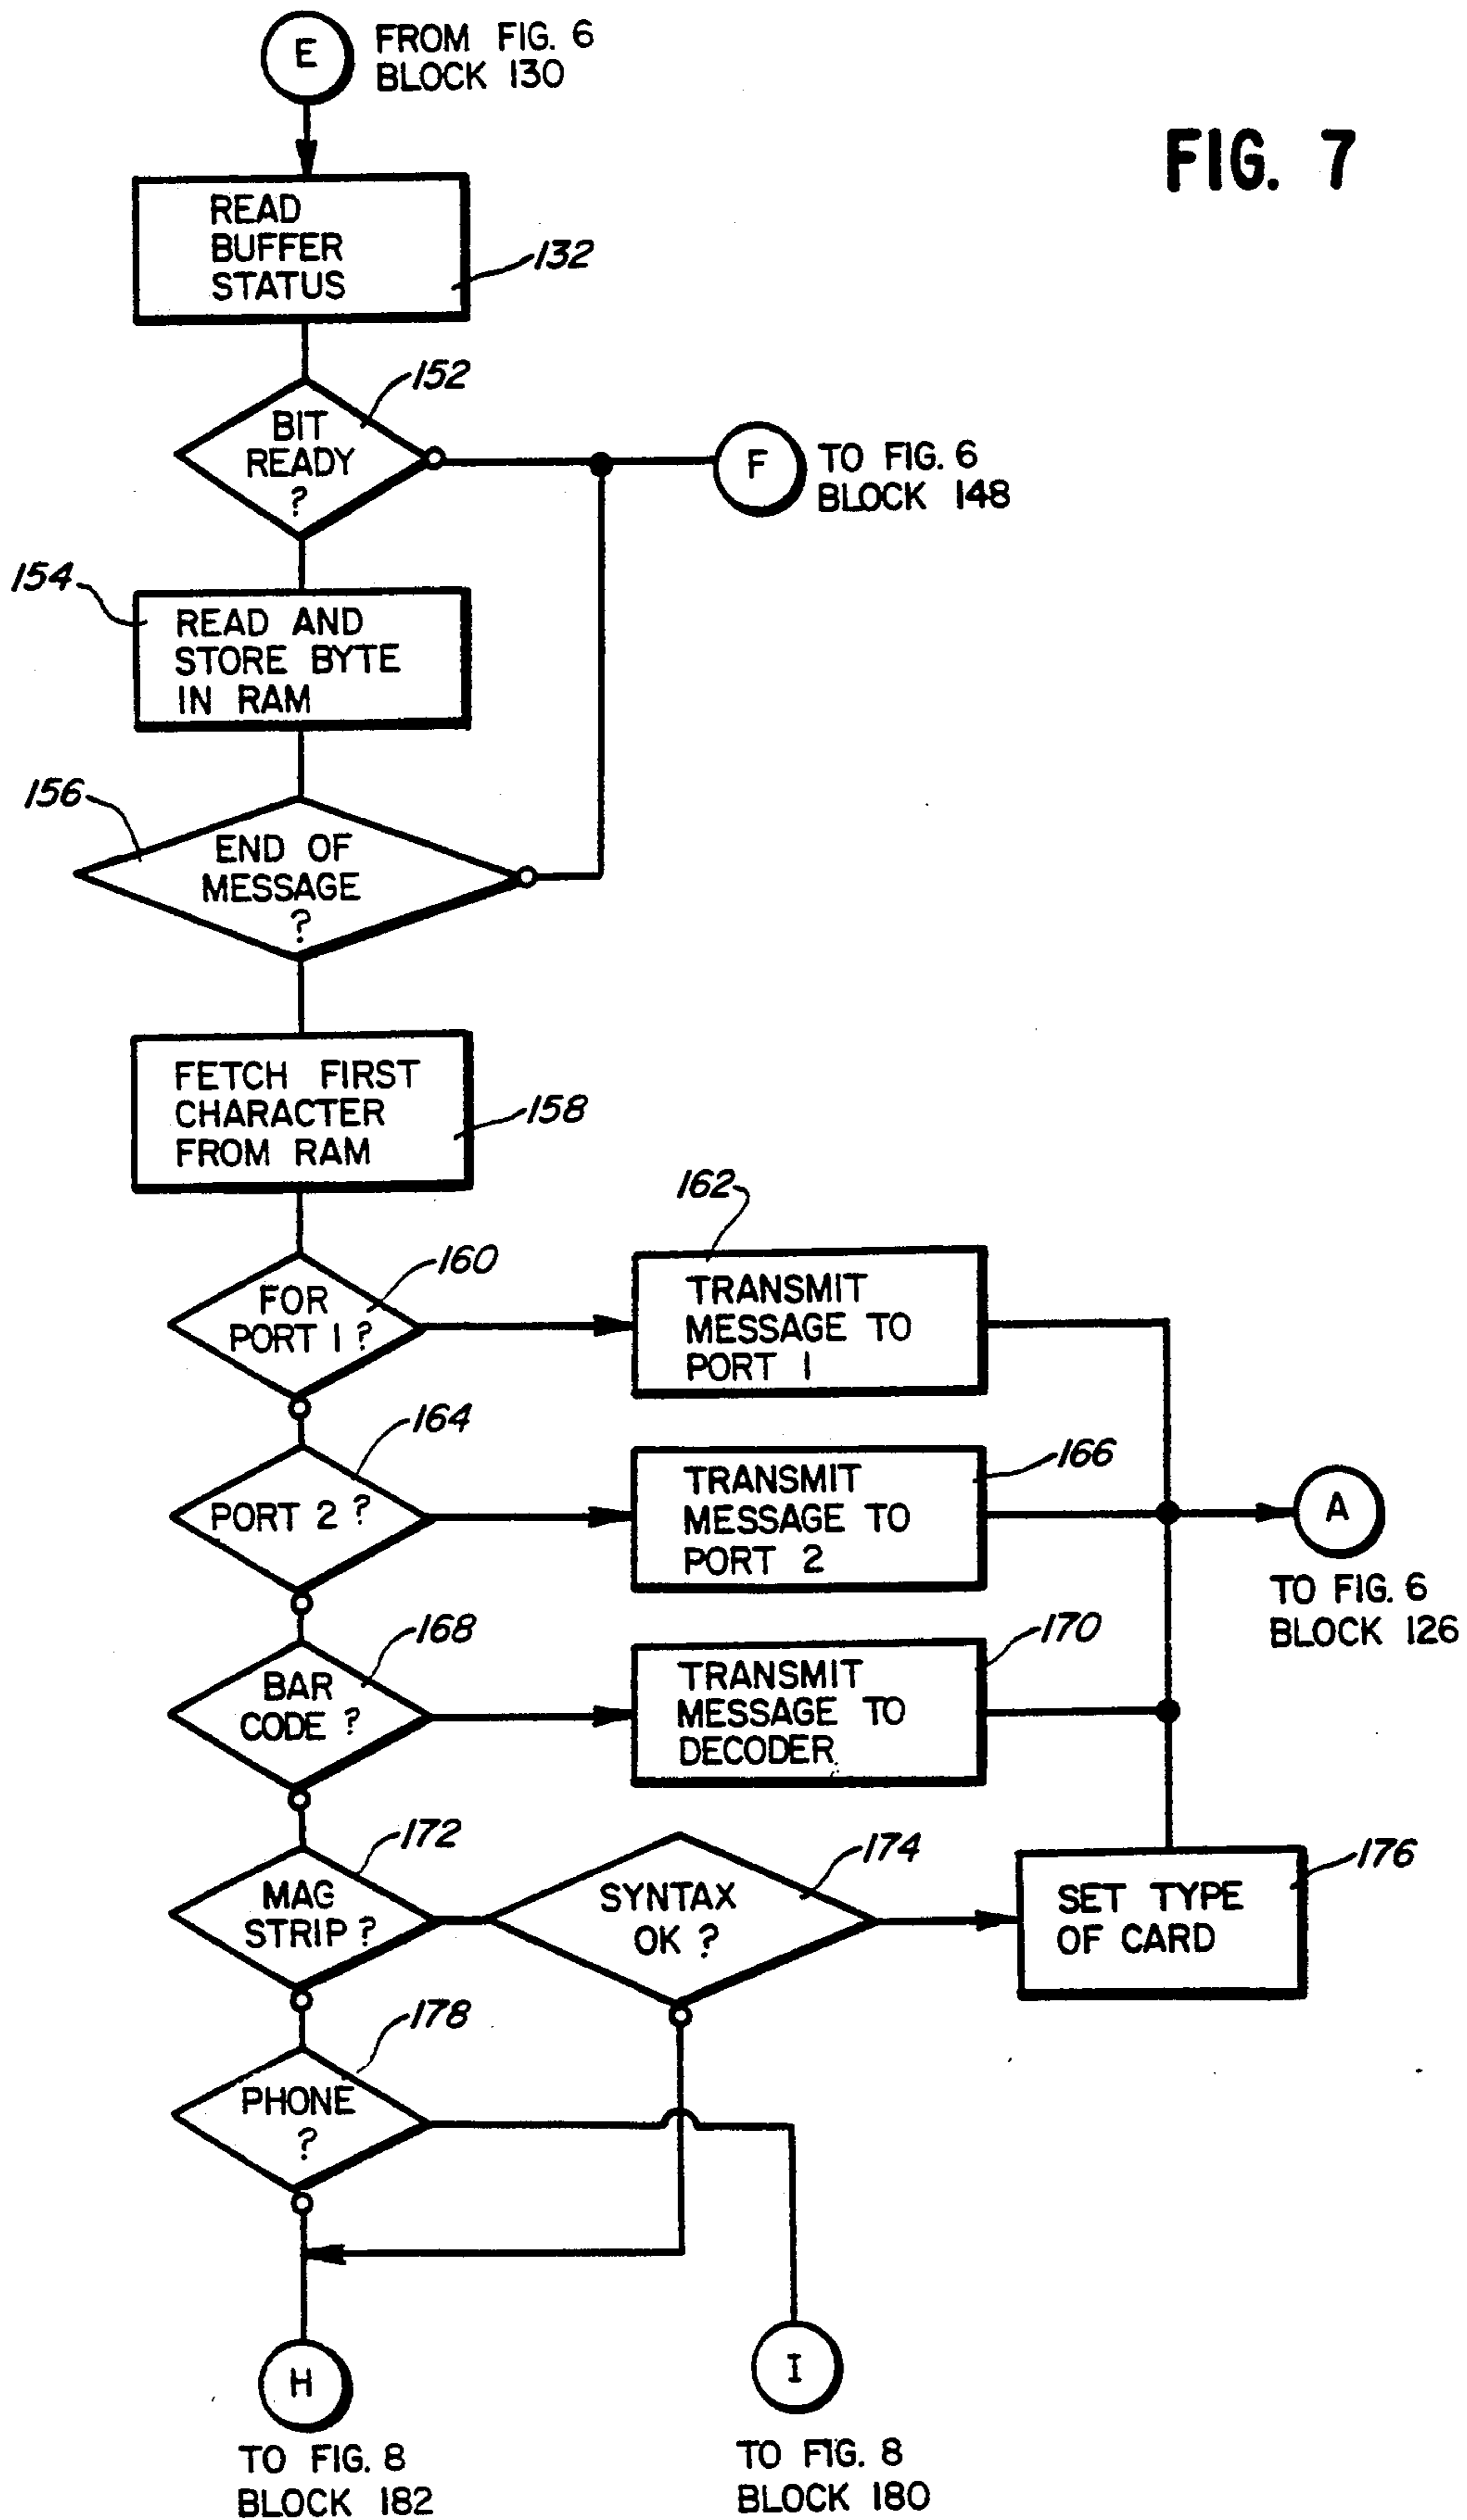 E
FROM FIG. 6
BLOCK 130
FIG. 7
READ
BUFFER
STATUS
132
152
BIT
READY
?
F
TO FIG. 6
BLOCK 148
154
READ AND
STORE BYTE
IN RAM
156
END OF
MESSAGE
?
FETCH FIRST
CHARACTER
FROM RAM
158
160
FOR
PORT 1 ?
162
TRANSMIT
MESSAGE TO
PORT 1
164
PORT 2 ?
TRANSMIT
MESSAGE TO
PORT 2
166
A
TO FIG. 6
BLOCK 126
168
BAR
CODE ?
TRANSMIT
MESSAGE TO
DECODER
170
172
MAG
STRIP ?
SYNTAX
OK ?
174
SET TYPE
OF CARD
176
178
PHONE
?
H
TO FIG. 8
BLOCK 182
I
TO FIG. 8
BLOCK 180